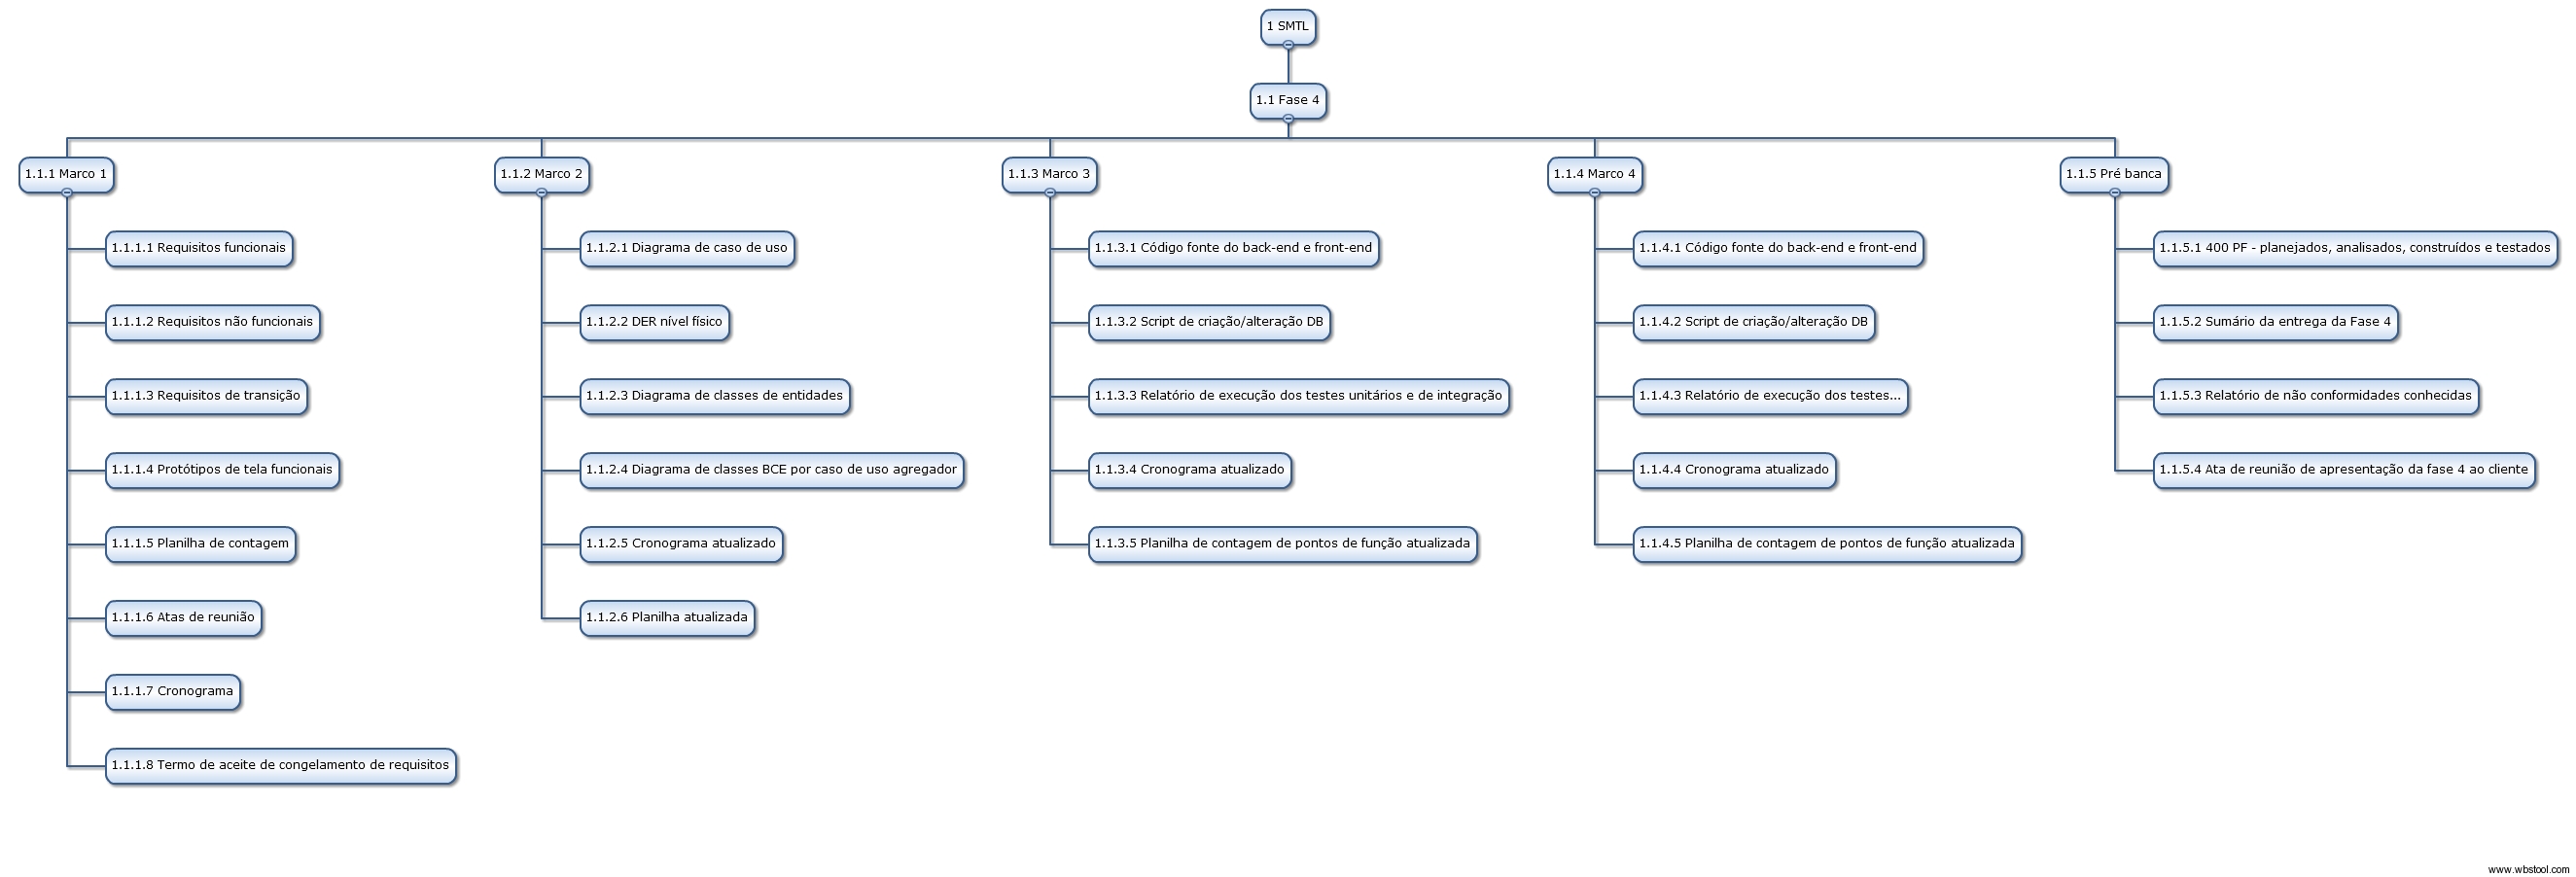 1 SMTL
1.1 Fase 4
1.1.1 Marco 1
1.1.1.1 Requisitos funcionais
1.1.1.2 Requisitos não funcionais
1.1.1.3 Requisitos de transição
1.1.1.4 Protótipos de tela funcionais
1.1.1.5 Planilha de contagem
1.1.1.6 Atas de reunião
1.1.1.7 Cronograma
1.1.1.8 Termo de aceite de congelamento de requisitos
1.1.2 Marco 2
1.1.2.1 Diagrama de caso de uso
1.1.2.2 DER nível físico
1.1.2.3 Diagrama de classes de entidades
1.1.2.4 Diagrama de classes BCE por caso de uso agregador
1.1.2.5 Cronograma atualizado
1.1.2.6 Planilha atualizada
1.1.3 Marco 3
1.1.3.1 Código fonte do back-end e front-end
1.1.3.2 Script de criação/alteração DB
1.1.3.3 Relatório de execução dos testes unitários e de integração
1.1.3.4 Cronograma atualizado
1.1.3.5 Planilha de contagem de pontos de função atualizada
1.1.4 Marco 4
1.1.4.1 Código fonte do back-end e front-end
1.1.4.2 Script de criação/alteração DB
1.1.4.3 Relatório de execução dos testes...
1.1.4.4 Cronograma atualizado
1.1.4.5 Planilha de contagem de pontos de função atualizada
1.1.5 Pré banca
1.1.5.1 400 PF - planejados, analisados, construídos e testados
1.1.5.2 Sumário da entrega da Fase 4
1.1.5.3 Relatório de não conformidades conhecidas
1.1.5.4 Ata de reunião de apresentação da fase 4 ao cliente
www.wbstool.com